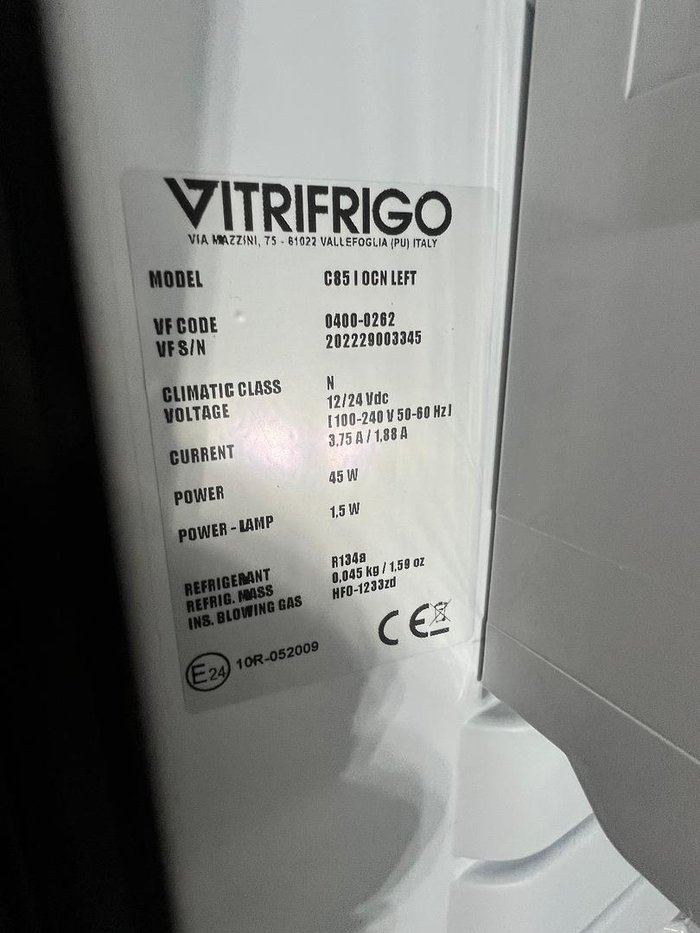 VITRIFRIGO
VIA MAZZINI, 75 - 61022 VALLEFOGLIA (PU) ITALY
MODEL C85 I OCN LEFT
VF CODE 0400-0262
VF S/N 202229003345
CLIMATIC CLASS N
VOLTAGE 12/24 Vdc
[100-240 V 50-60 Hz]
CURRENT 3,75 A / 1,88 A
POWER 45 W
POWER - LAMP 1,5 W
REFRIGERANT R134a
REFRIG. MASS 0,045 kg / 1,59 oz
INS. BLOWING GAS HFO-1233zd
CE
E24 10R-052009